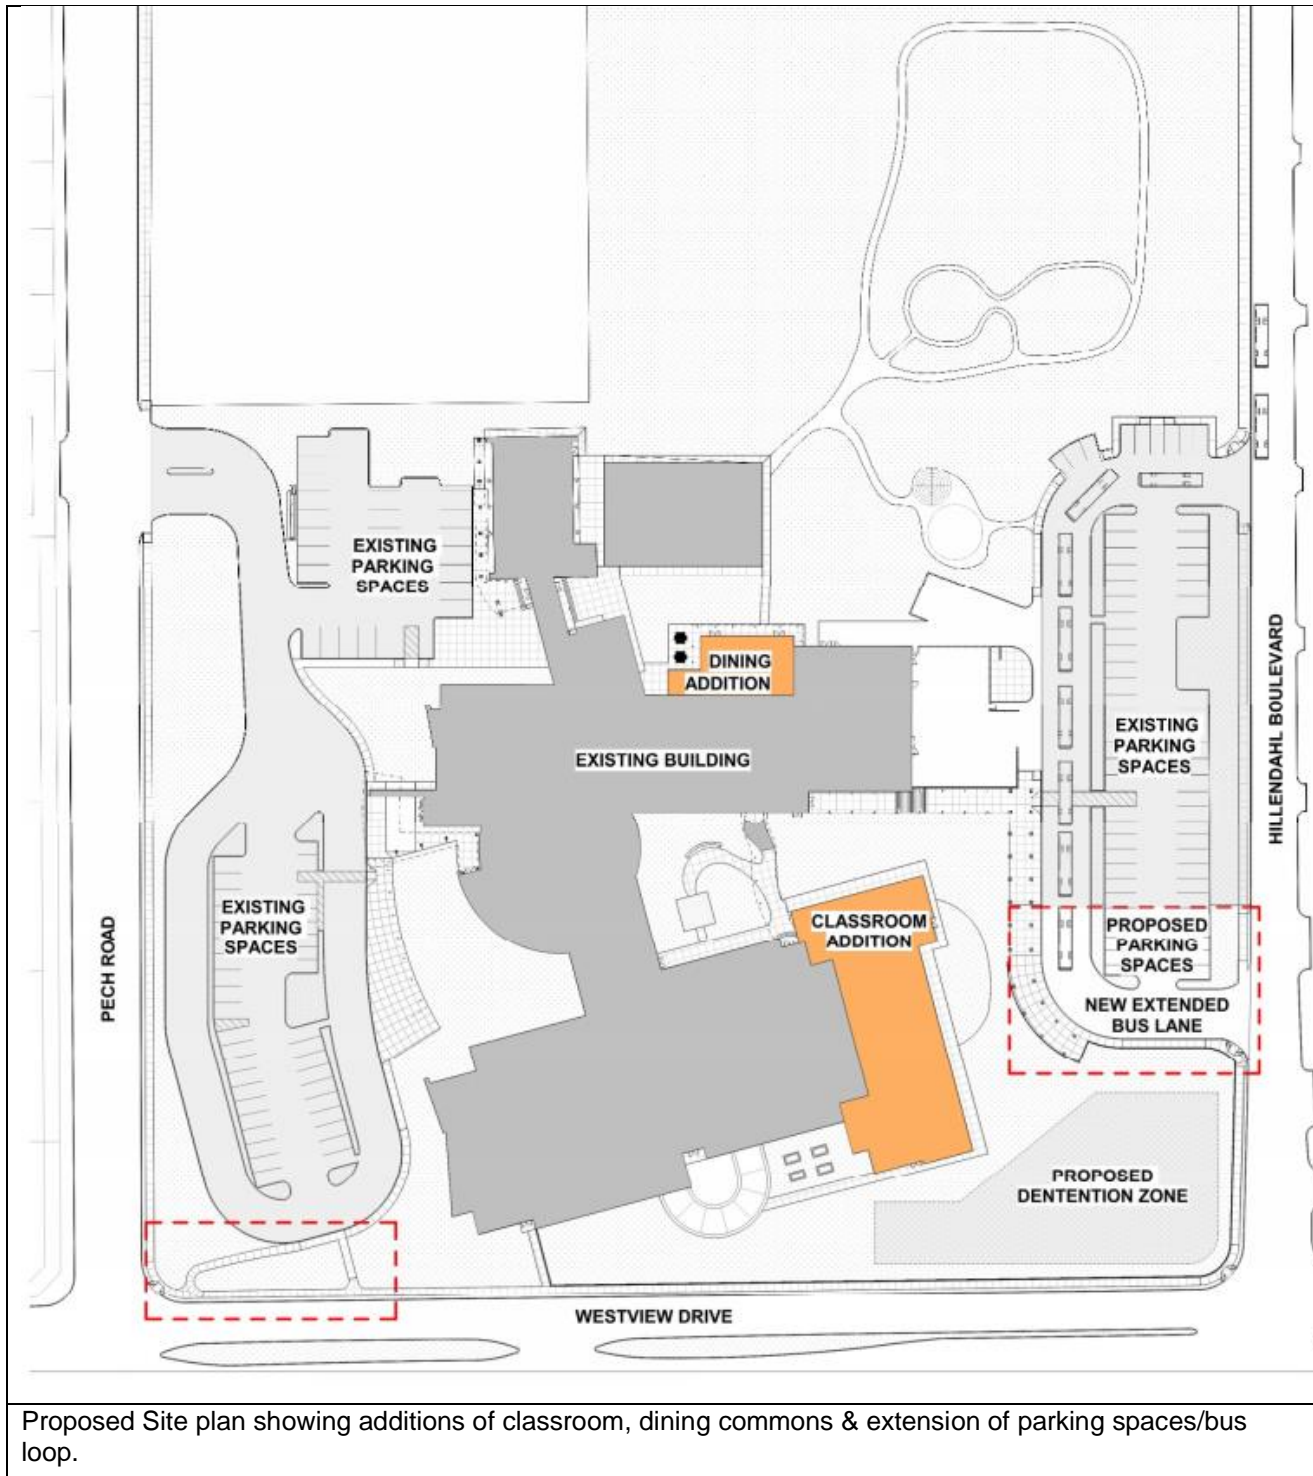 EXISTING
PARKING
SPACES
DINING
ADDITION
EXISTING BUILDING
EXISTING
PARKING
SPACES
HILLENDAHL BOULEVARD
EXISTING
PARKING
SPACES
CLASSROOM
ADDITION
PROPOSED
PARKING
SPACES
PECH ROAD
NEW EXTENDED
BUS LANE
PROPOSED
DENTENTION ZONE
WESTVIEW DRIVE
Proposed Site plan showing additions of classroom, dining commons & extension of parking spaces/bus
loop.